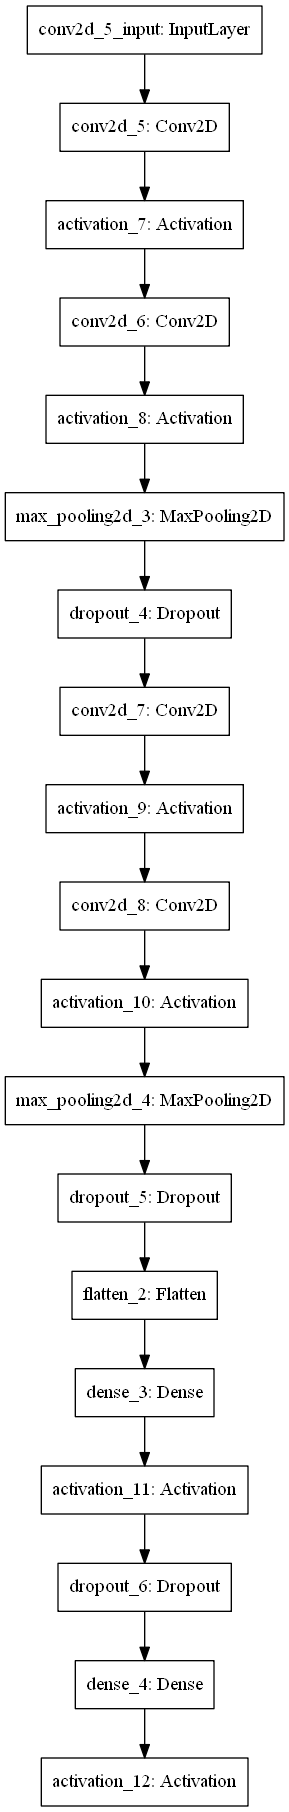 conv2d_5_input: InputLayer
conv2d_5: Conv2D
activation_7: Activation
conv2d_6: Conv2D
activation_8: Activation
max_pooling2d_3: MaxPooling2D
dropout_4: Dropout
conv2d_7: Conv2D
activation_9: Activation
conv2d_8: Conv2D
activation_10: Activation
max_pooling2d_4: MaxPooling2D
dropout_5: Dropout
flatten_2: Flatten
dense_3: Dense
activation_11: Activation
dropout_6: Dropout
dense_4: Dense
activation_12: Activation